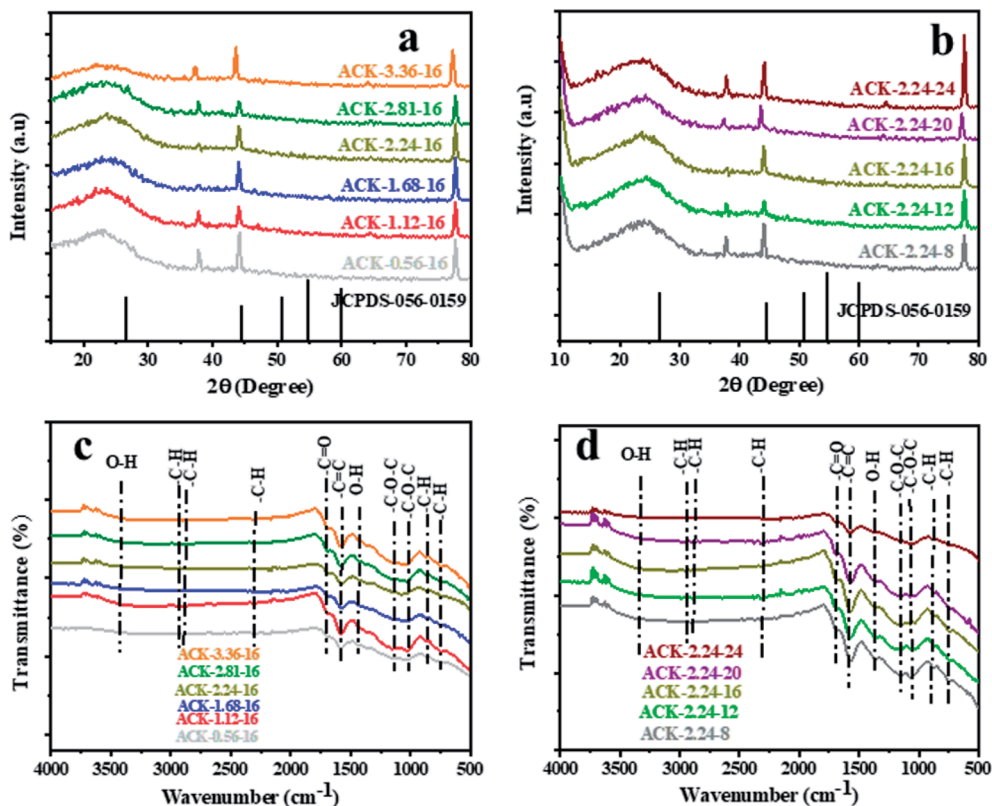 a
ACK-3.36-16
ACK-2.81-16
ACK-2.24-16
ACK-1.68-16
ACK-1.12-16
ACK-0.56-16
JCPDS-056-0159
Intensity (a.u)
20 30 40 50 60 70 80
2θ (Degree)
b
ACK-2.24-24
ACK-2.24-20
ACK-2.24-16
ACK-2.24-12
ACK-2.24-8
JCPDS-056-0159
Intensity (a.u)
10 20 30 40 50 60 70 80
2θ (Degree)
c
O-H
-C-H
-C-H
-C-H
-C=O
-C=C
O-H
C-O-C
C-O-C
-C-H
-C-H
ACK-3.36-16
ACK-2.81-16
ACK-2.24-16
ACK-1.68-16
ACK-1.12-16
ACK-0.56-16
Transmittance (%)
4000 3500 3000 2500 2000 1500 1000 500
Wavenumber (cm-1)
d
O-H
-C-H
-C-H
-C-H
-C=O
-C=C
O-H
C-O-C
-C-O-C
-C-H
-C-H
ACK-2.24-24
ACK-2.24-20
ACK-2.24-16
ACK-2.24-12
ACK-2.24-8
Transmittance (%)
4000 3500 3000 2500 2000 1500 1000 500
Wavenumber (cm-1)